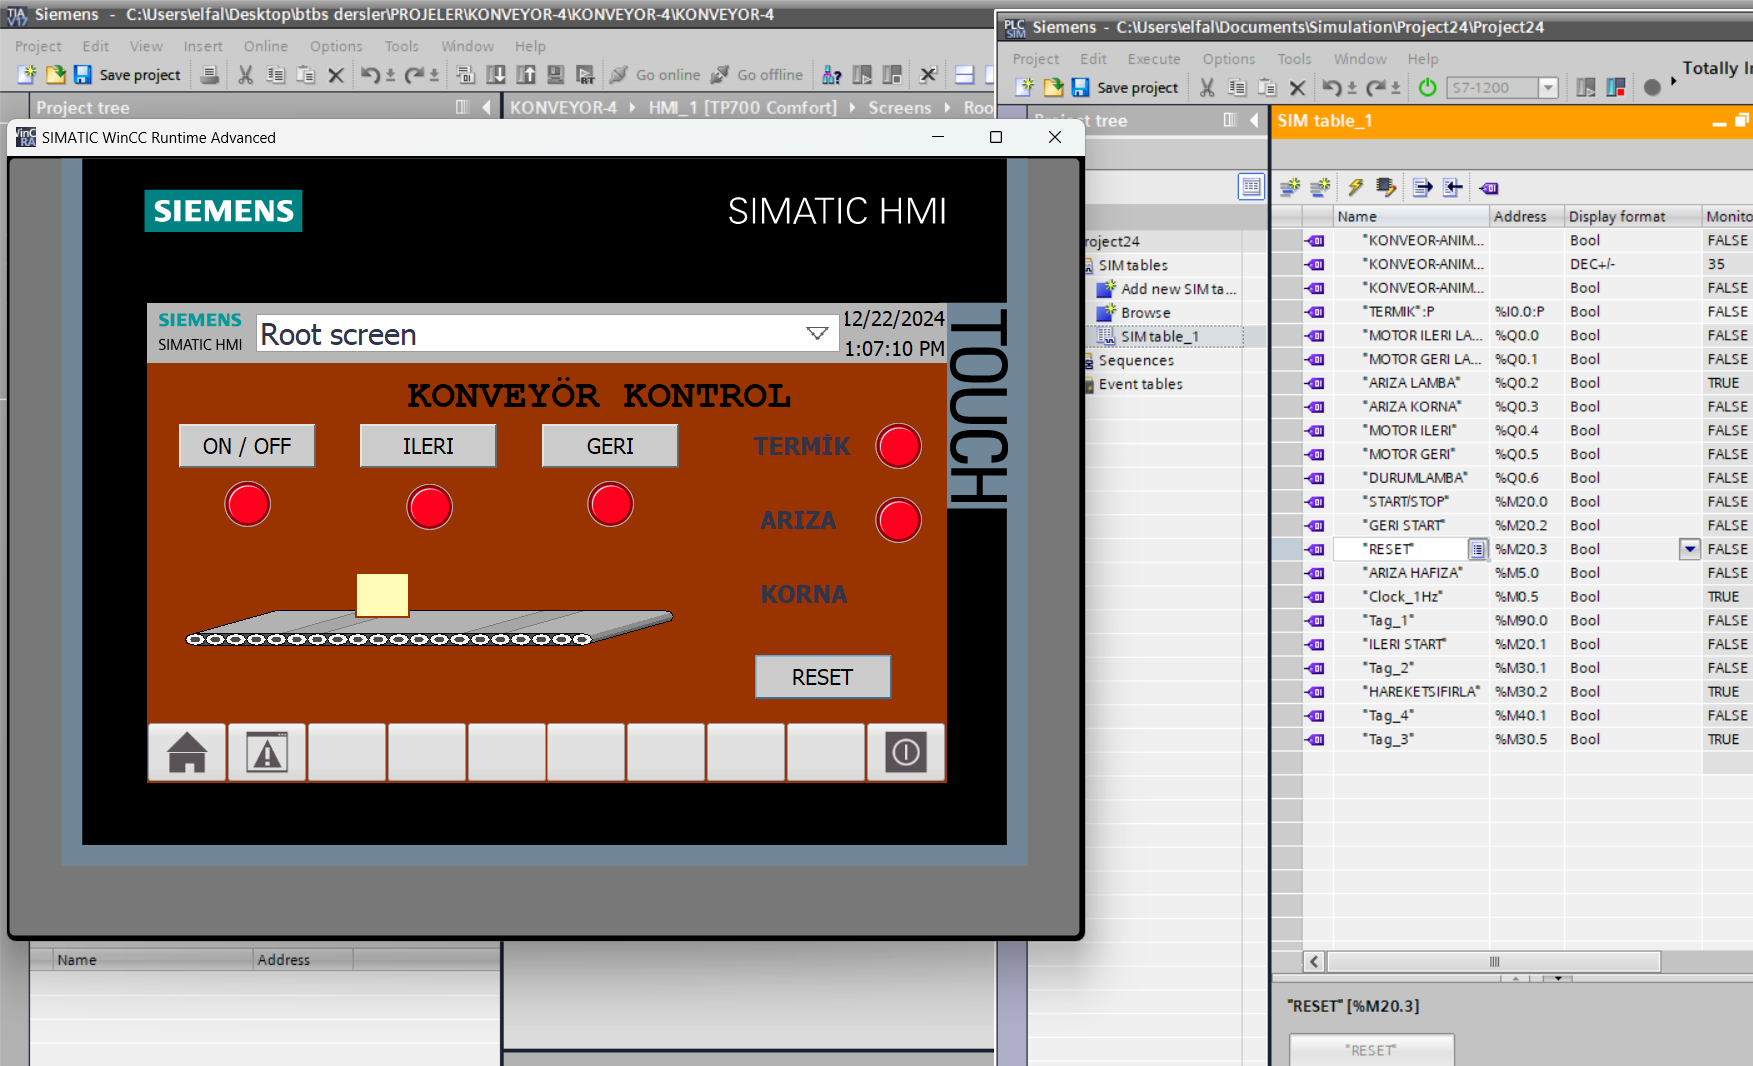 Siemens - C:\Users\elfal\Desktop\btbs dersler\PROJELER\KONVEYOR-4\KONVEYOR-4\KONVEYOR-4
Project Edit View Insert Online Options Tools Window Help
Save project Go online Go offline
Project tree
KONVEYOR-4 HMI_1 [TP700 Comfort] Screens Roo
SIMATIC WinCC Runtime Advanced
SIEMENS
SIMATIC HMI
SIEMENS
SIMATIC HMI
Root screen
12/22/2024
1:07:10 PM
TOUCH
KONVEYÖR KONTROL
ON / OFF
ILERI
GERI
TERMİK
ARIZA
KORNA
RESET
Name Address
Siemens - C:\Users\elfal\Documents\Simulation\Project24\Project24
Project Edit Execute Options Tools Window Help
Totally In
Save project S7-1200
Project tree
roject24
SIM tables
Add new SIM ta...
Browse
SIM table_1
Sequences
Event tables
SIM table_1
Name Address Display format Monito
"KONVEOR-ANIM... Bool FALSE
"KONVEOR-ANIM... DEC+/- 35
"KONVEOR-ANIM... Bool FALSE
"TERMIK":P %I0.0:P Bool FALSE
"MOTOR ILERI LA... %Q0.0 Bool FALSE
"MOTOR GERI LA... %Q0.1 Bool FALSE
"ARIZA LAMBA" %Q0.2 Bool TRUE
"ARIZA KORNA" %Q0.3 Bool FALSE
"MOTOR ILERI" %Q0.4 Bool FALSE
"MOTOR GERI" %Q0.5 Bool FALSE
"DURUMLAMBA" %Q0.6 Bool FALSE
"START/STOP" %M20.0 Bool FALSE
"GERI START" %M20.2 Bool FALSE
"RESET" %M20.3 Bool FALSE
"ARIZA HAFIZA" %M5.0 Bool FALSE
"Clock_1Hz" %M0.5 Bool TRUE
"Tag_1" %M90.0 Bool FALSE
"ILERI START" %M20.1 Bool FALSE
"Tag_2" %M30.1 Bool FALSE
"HAREKETSIFIRLA" %M30.2 Bool TRUE
"Tag_4" %M40.1 Bool FALSE
"Tag_3" %M30.5 Bool TRUE
"RESET" [%M20.3]
"RESET"